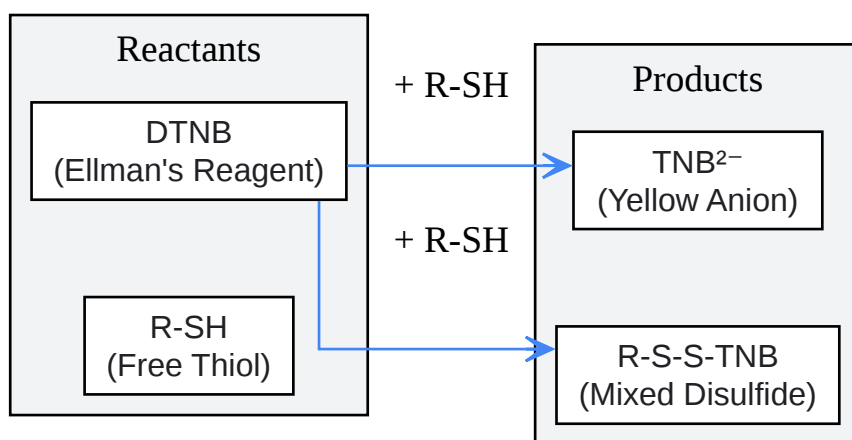 Reactants
DTNB
(Ellman's Reagent)
R-SH
(Free Thiol)
+ R-SH
+ R-SH
Products
TNB²⁻
(Yellow Anion)
R-S-S-TNB
(Mixed Disulfide)